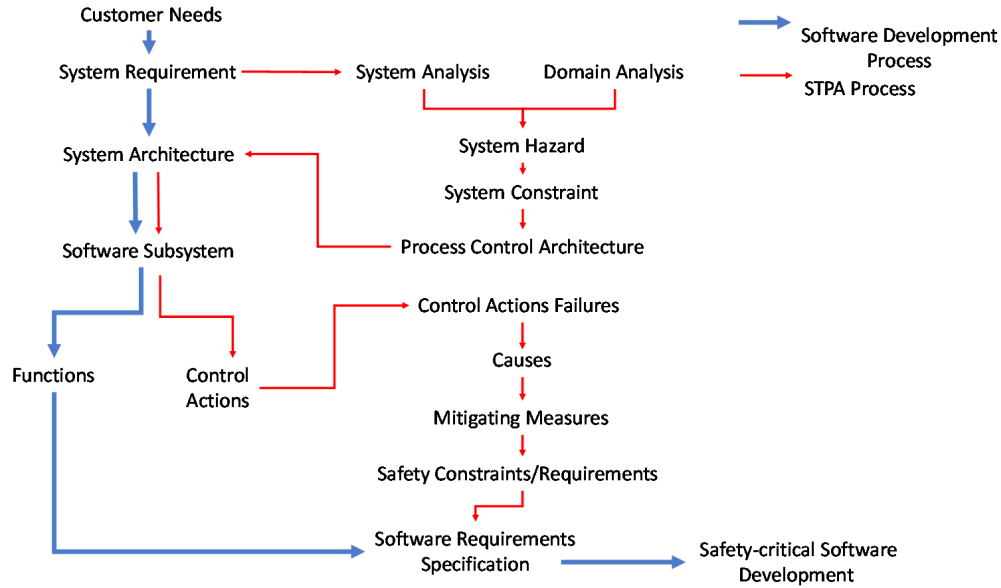 Customer Needs
Software Development
Process
System Requirement
System Analysis
Domain Analysis
STPA Process
System Hazard
System Architecture
System Constraint
Process Control Architecture
Software Subsystem
Control Actions Failures
Causes
Functions
Control
Actions
Mitigating Measures
Safety Constraints/Requirements
Software Requirements
Specification
Safety-critical Software
Development